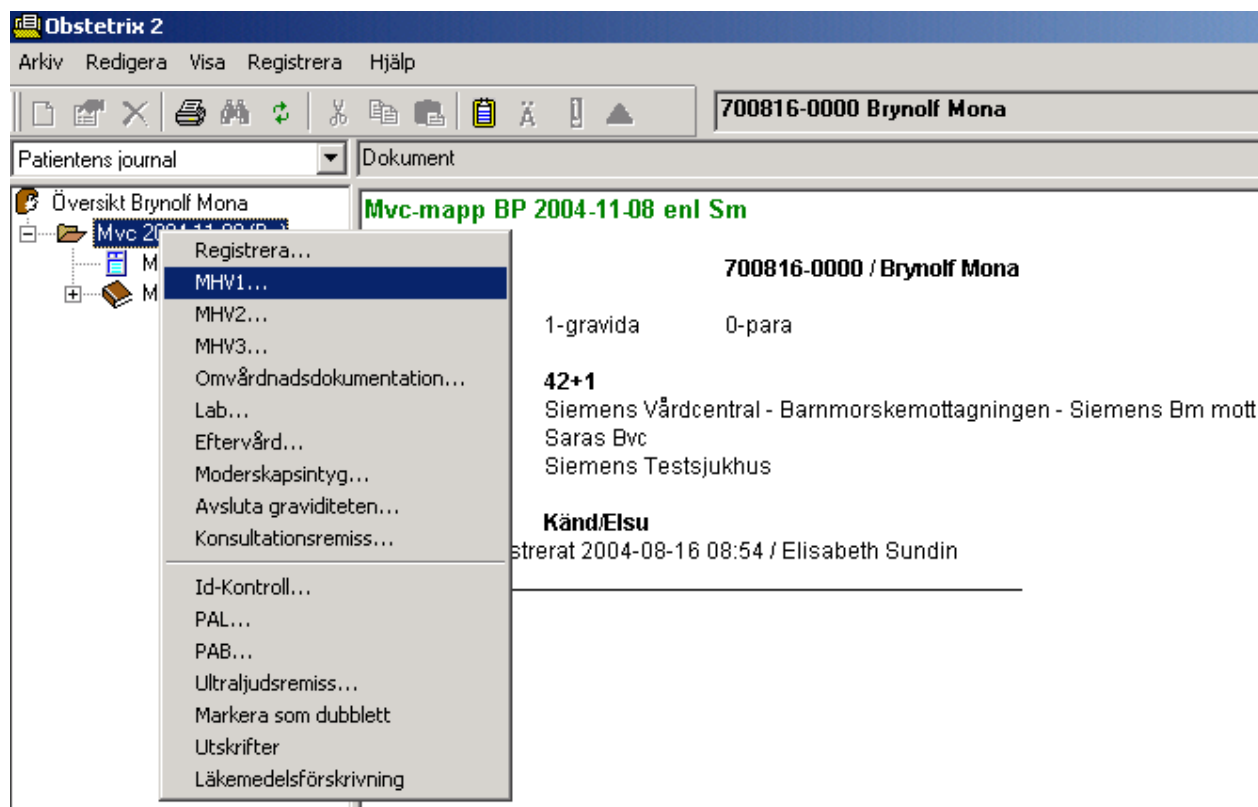 Obstetrix 2
Arkiv Redigera Visa Registrera Hjälp
Ä 700816-0000 Brynolf Mona
Patientens journal Dokument
Översikt Brynolf Mona
Mvc
M
M
Registrera...
MHV1...
MHV2...
MHV3...
Omvårdnadsdokumentation...
Lab...
Eftervård...
Moderskapsintyg...
Avsluta graviditeten...
Konsultationsremiss...
Id-Kontroll...
PAL...
PAB...
Ultraljudsremiss...
Markera som dubblett
Utskrifter
Läkemedelsförskrivning
Mvc-mapp BP 2004-11-08 enl Sm
700816-0000 / Brynolf Mona
1-gravida 0-para
42+1
Siemens Vårdcentral - Barnmorskemottagningen - Siemens Bm mott
Saras Bvc
Siemens Testsjukhus
Känd/Elsu
strerat 2004-08-16 08:54 / Elisabeth Sundin